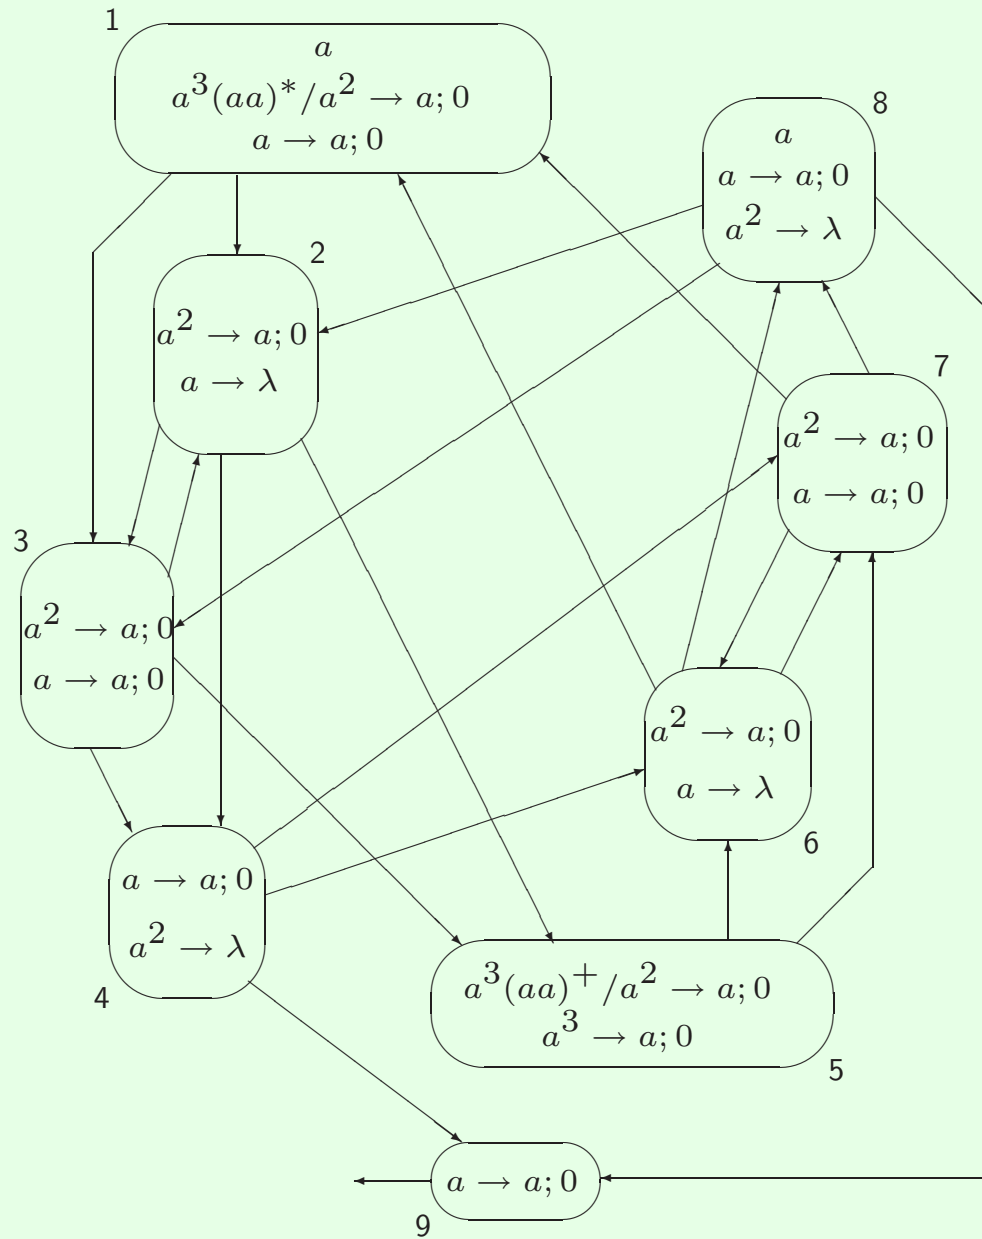 1
a
a^3(aa)*/a^2 → a; 0
a → a; 0
8
a
a → a; 0
a^2 → λ
2
a^2 → a; 0
a → λ
7
a^2 → a; 0
a → a; 0
3
a^2 → a; 0
a → a; 0
a^2 → a; 0
a → λ
6
a → a; 0
a^2 → λ
4
a^3(aa)^+/a^2 → a; 0
a^3 → a; 0
5
a → a; 0
9